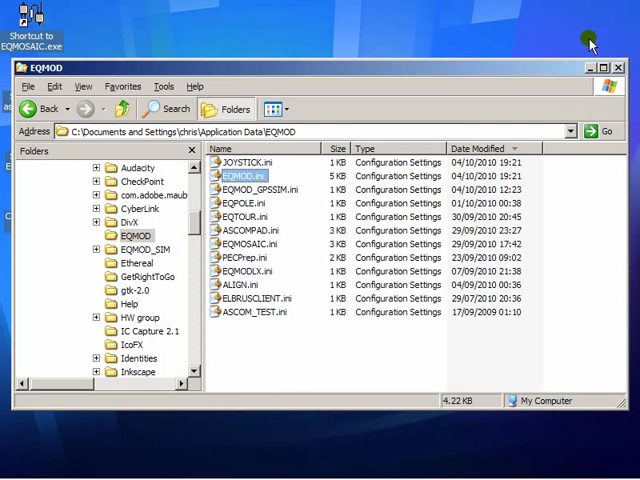 Shortcut to
EQMOSAIC.exe
EQMOD
File Edit View Favorites Tools Help
Back Search Folders
Address C:\Documents and Settings\chris\Application Data\EQMOD Go
Folders
Name Size Type Date Modified
Audacity
CheckPoint
com.adobe.maub
CyberLink
DivX
EQMOD
EQMOD_SIM
Ethereal
GetRightToGo
gtk-2.0
Help
HW group
IC Capture 2.1
IcoFX
Identities
Inkscape
JOYSTICK.ini 1 KB Configuration Settings 04/10/2010 19:21
EQMOD.ini 5 KB Configuration Settings 04/10/2010 19:21
EQMOD_GPSSIM.ini 1 KB Configuration Settings 04/10/2010 12:23
EQPOLE.ini 1 KB Configuration Settings 01/10/2010 00:38
EQTOUR.ini 1 KB Configuration Settings 30/09/2010 20:45
ASCOMPAD.ini 3 KB Configuration Settings 29/09/2010 23:27
EQMOSAIC.ini 3 KB Configuration Settings 29/09/2010 17:42
PECPrep.ini 2 KB Configuration Settings 23/09/2010 09:02
EQMODLX.ini 1 KB Configuration Settings 07/09/2010 21:38
ALIGN.ini 1 KB Configuration Settings 04/09/2010 00:36
ELBRUSCLIENT.ini 1 KB Configuration Settings 29/07/2010 20:36
ASCOM_TEST.ini 1 KB Configuration Settings 17/09/2009 01:10
4.22 KB My Computer